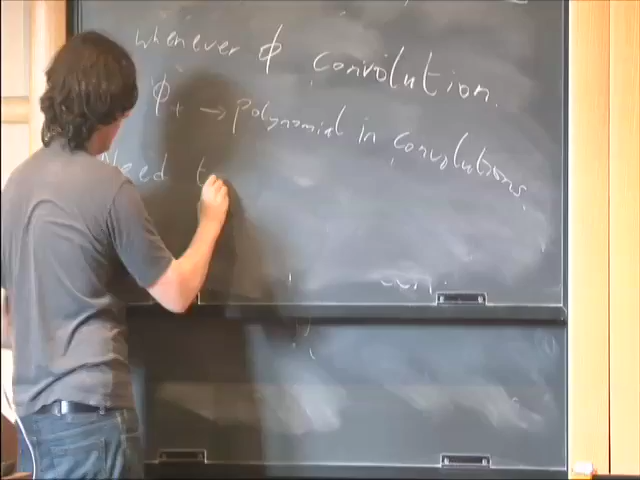 whenever ϕ convolution.
ϕ₊ → polynomial in convolutions.
Need t